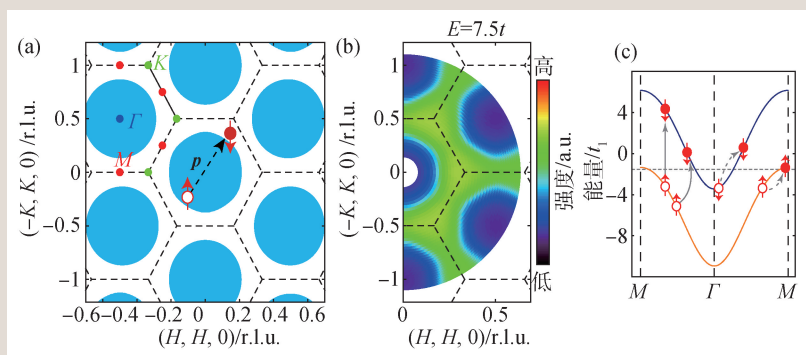 (a)
(−K, K, 0)/r.l.u.
1
0.5
0
−0.5
−1
−0.6
−0.4
−0.2
0
0.2
0.4
0.6
(H, H, 0)/r.l.u.
K
Γ
M
p
(b)
E=7.5t
(−K, K, 0)/r.l.u.
1
0.5
0
−0.5
−1
0
0.5
(H, H, 0)/r.l.u.
高
强度/a.u.
低
(c)
能量/t₁
4
0
−4
−8
M
Γ
M